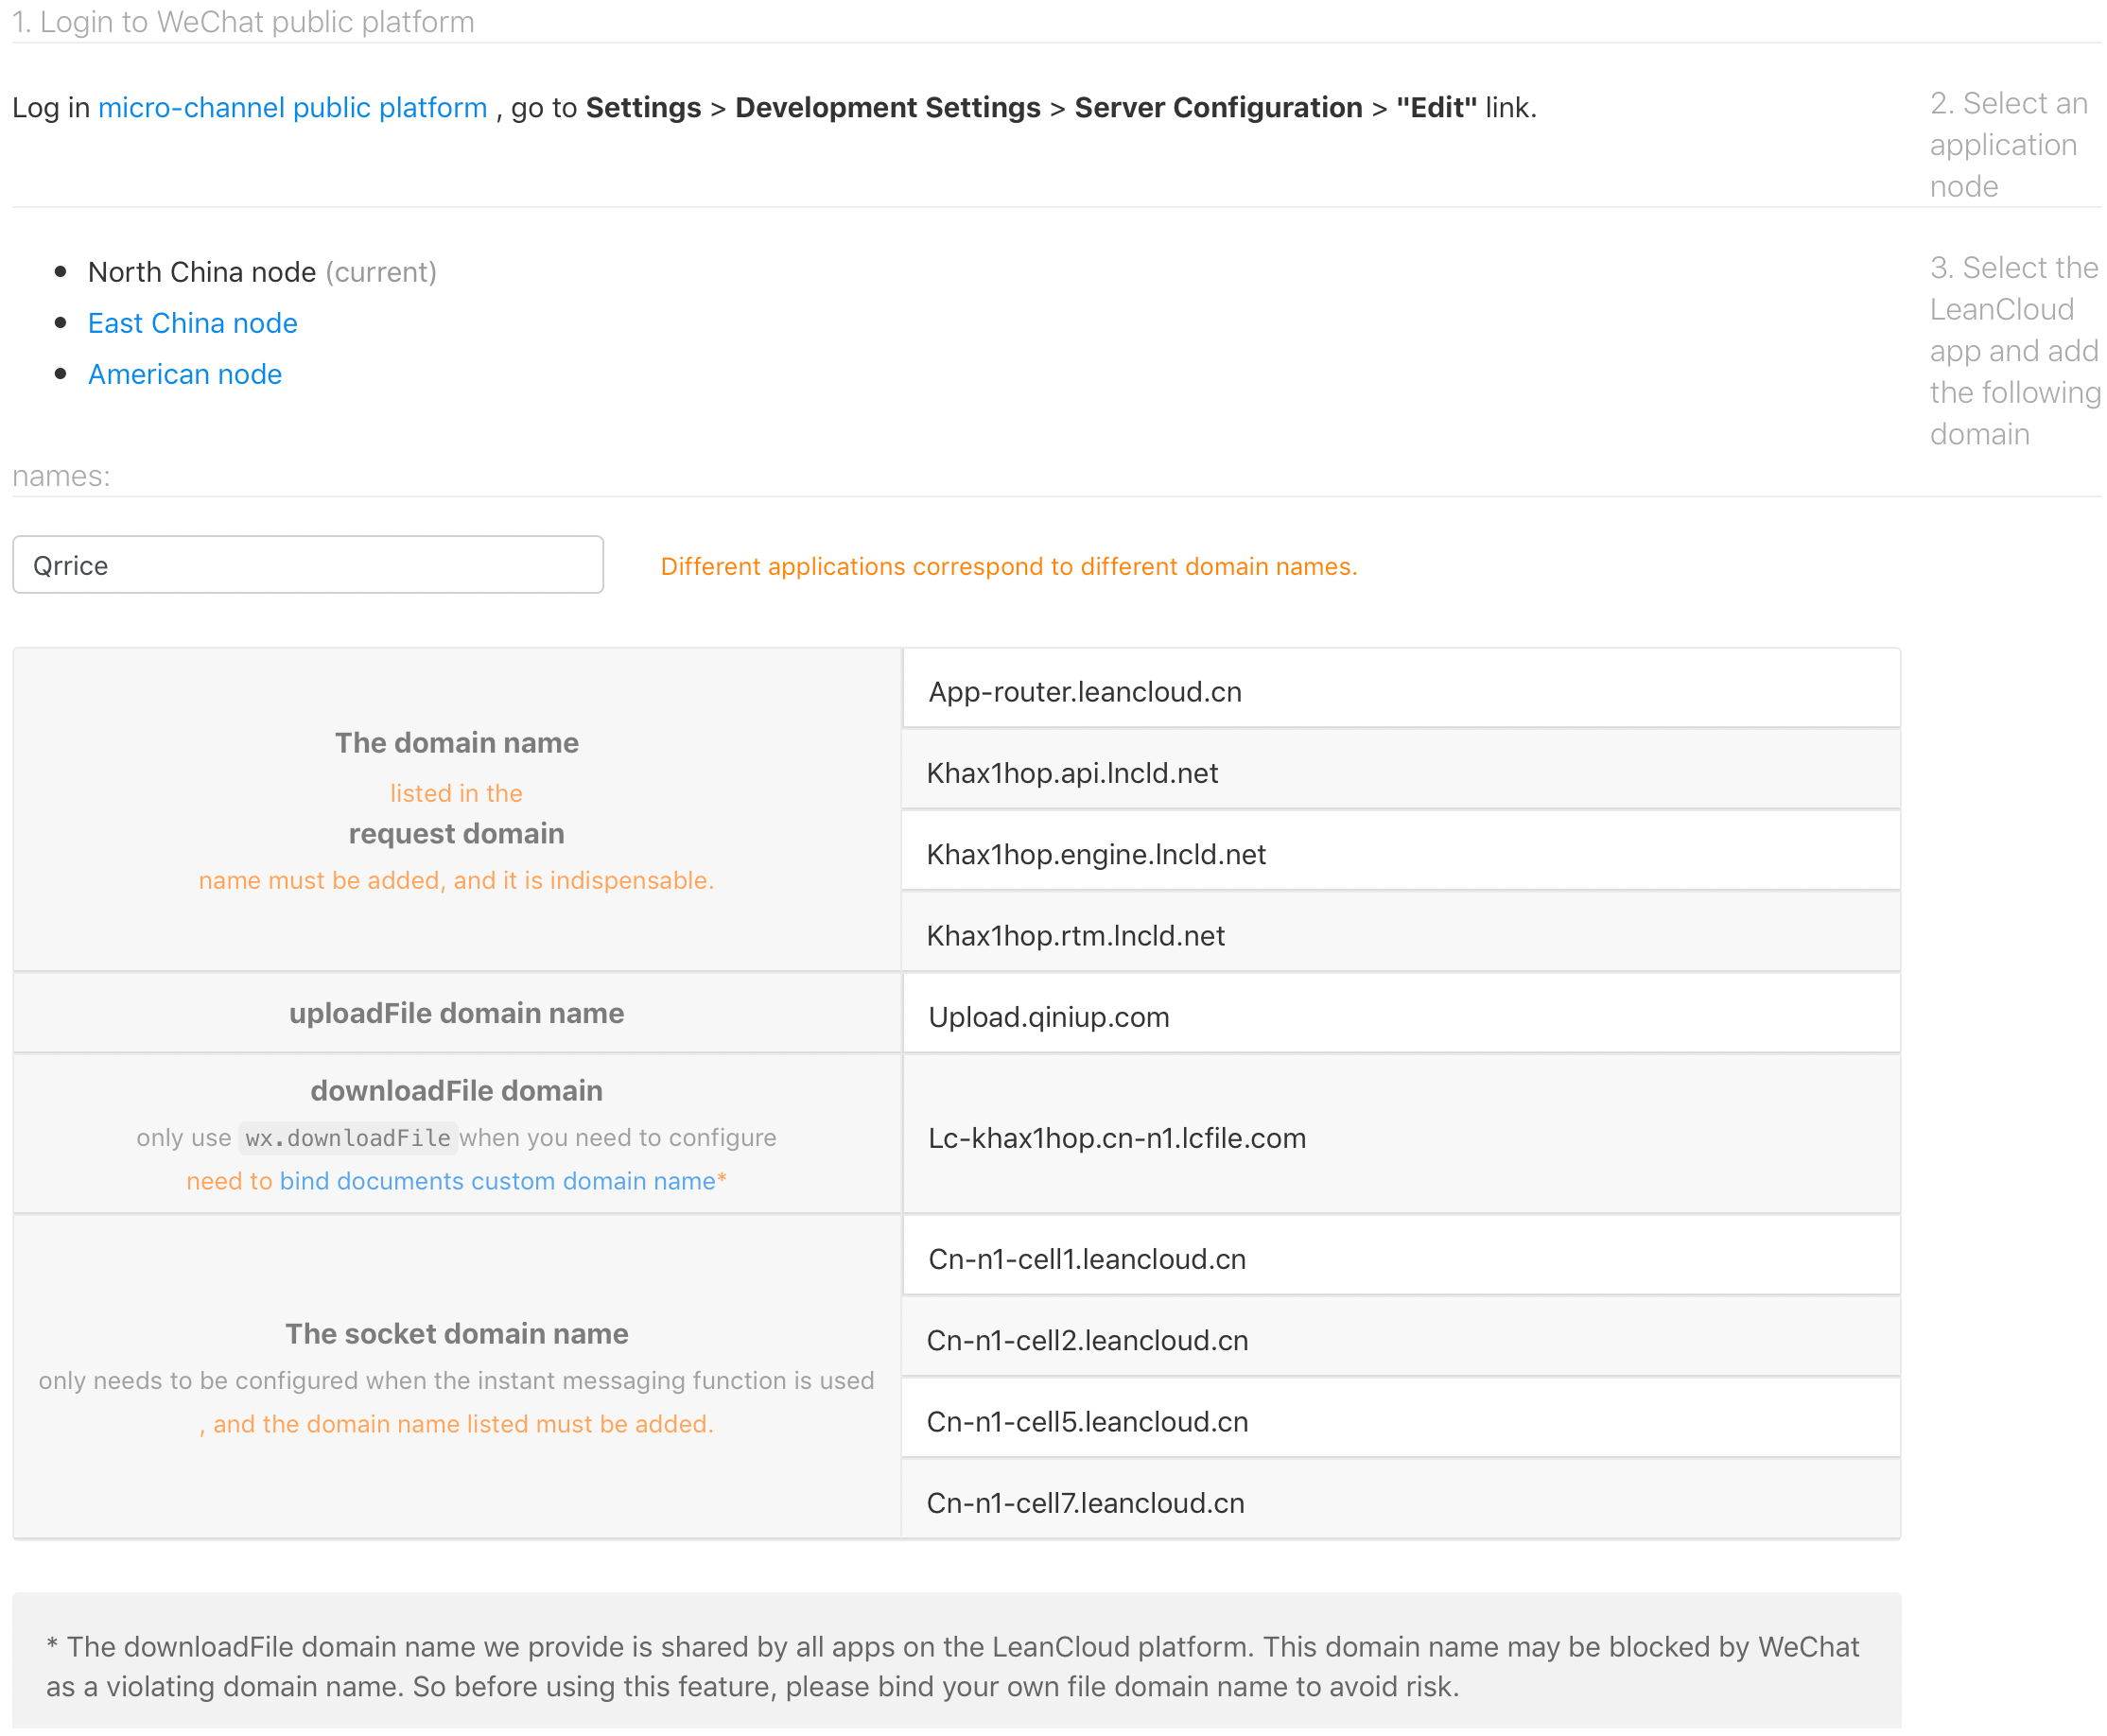 1. Login to WeChat public platform
Log in micro-channel public platform , go to Settings > Development Settings > Server Configuration > "Edit" link.
2. Select an
application
node
• North China node (current)
• East China node
• American node
3. Select the
LeanCloud
app and add
the following
domain
names:
Qrrice
Different applications correspond to different domain names.
The domain name
listed in the
request domain
name must be added, and it is indispensable.
App-router.leancloud.cn
Khax1hop.api.lncld.net
Khax1hop.engine.lncld.net
Khax1hop.rtm.lncld.net
uploadFile domain name
Upload.qiniup.com
downloadFile domain
only use wx.downloadFile when you need to configure
need to bind documents custom domain name*
Lc-khax1hop.cn-n1.lcfile.com
The socket domain name
only needs to be configured when the instant messaging function is used
, and the domain name listed must be added.
Cn-n1-cell1.leancloud.cn
Cn-n1-cell2.leancloud.cn
Cn-n1-cell5.leancloud.cn
Cn-n1-cell7.leancloud.cn
* The downloadFile domain name we provide is shared by all apps on the LeanCloud platform. This domain name may be blocked by WeChat
as a violating domain name. So before using this feature, please bind your own file domain name to avoid risk.